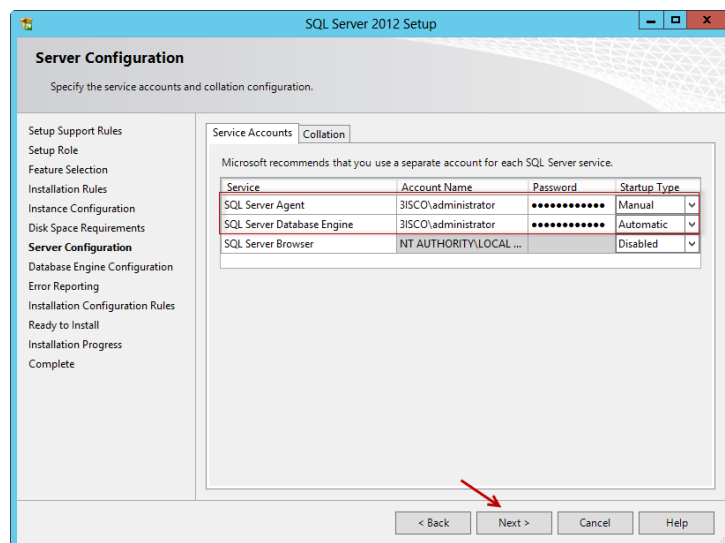 SQL Server 2012 Setup
Server Configuration
Specify the service accounts and collation configuration.
Setup Support Rules
Setup Role
Feature Selection
Installation Rules
Instance Configuration
Disk Space Requirements
Server Configuration
Database Engine Configuration
Error Reporting
Installation Configuration Rules
Ready to Install
Installation Progress
Complete
Service Accounts Collation
Microsoft recommends that you use a separate account for each SQL Server service.
Service Account Name Password Startup Type
SQL Server Agent 3ISCO\administrator ●●●●●●●●●●●● Manual
SQL Server Database Engine 3ISCO\administrator ●●●●●●●●●●●● Automatic
SQL Server Browser NT AUTHORITY\LOCAL ... Disabled
< Back Next > Cancel Help